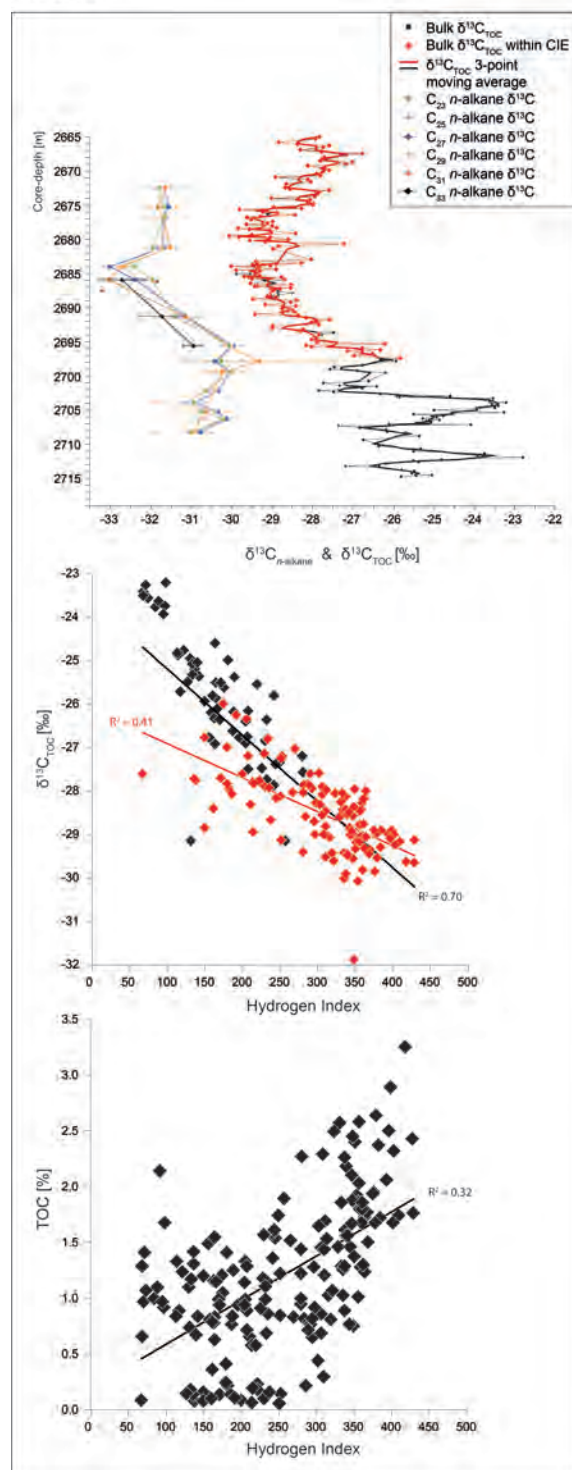 Bulk δ¹³C_TOC
Bulk δ¹³C_TOC within CIE
δ¹³C_TOC 3-point
moving average
C₂₃ n-alkane δ¹³C
C₂₅ n-alkane δ¹³C
C₂₇ n-alkane δ¹³C
C₂₉ n-alkane δ¹³C
C₃₁ n-alkane δ¹³C
C₃₃ n-alkane δ¹³C
Core-depth [m]
2665
2670
2675
2680
2685
2690
2695
2700
2705
2710
2715
-33 -32 -31 -30 -29 -28 -27 -26 -25 -24 -23 -22
δ¹³C_n-alkane & δ¹³C_TOC [‰]
δ¹³C_TOC [‰]
-23
-24
-25
-26
-27
-28
-29
-30
-31
-32
R² = 0.41
R² = 0.70
0 50 100 150 200 250 300 350 400 450 500
Hydrogen Index
TOC [%]
3.5
3.0
2.5
2.0
1.5
1.0
0.5
0.0
R² = 0.32
0 50 100 150 200 250 300 350 400 450 500
Hydrogen Index